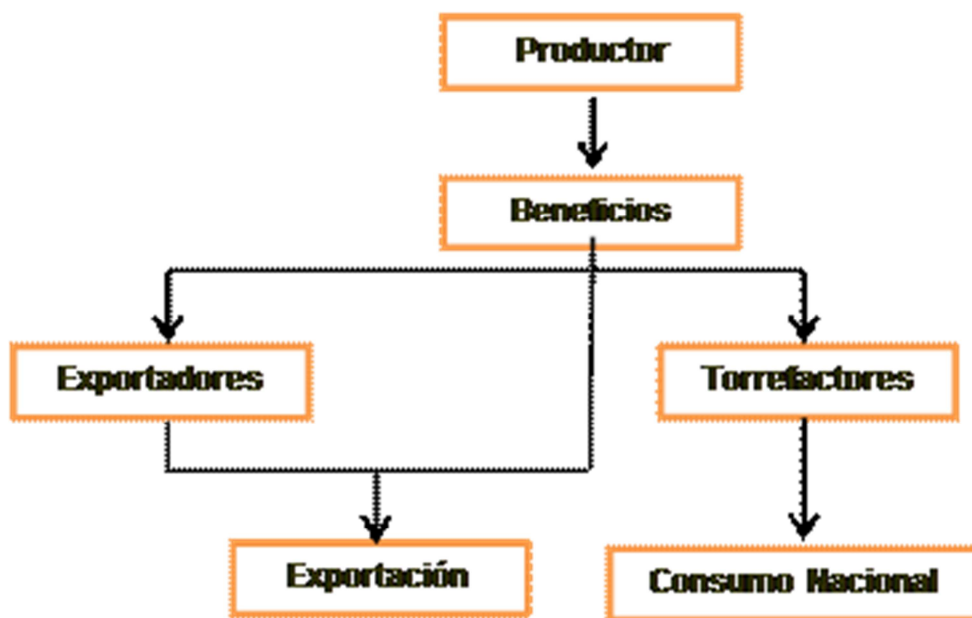 Productor
Beneficios
Exportadores
Torrefactores
Exportación
Consumo Nacional